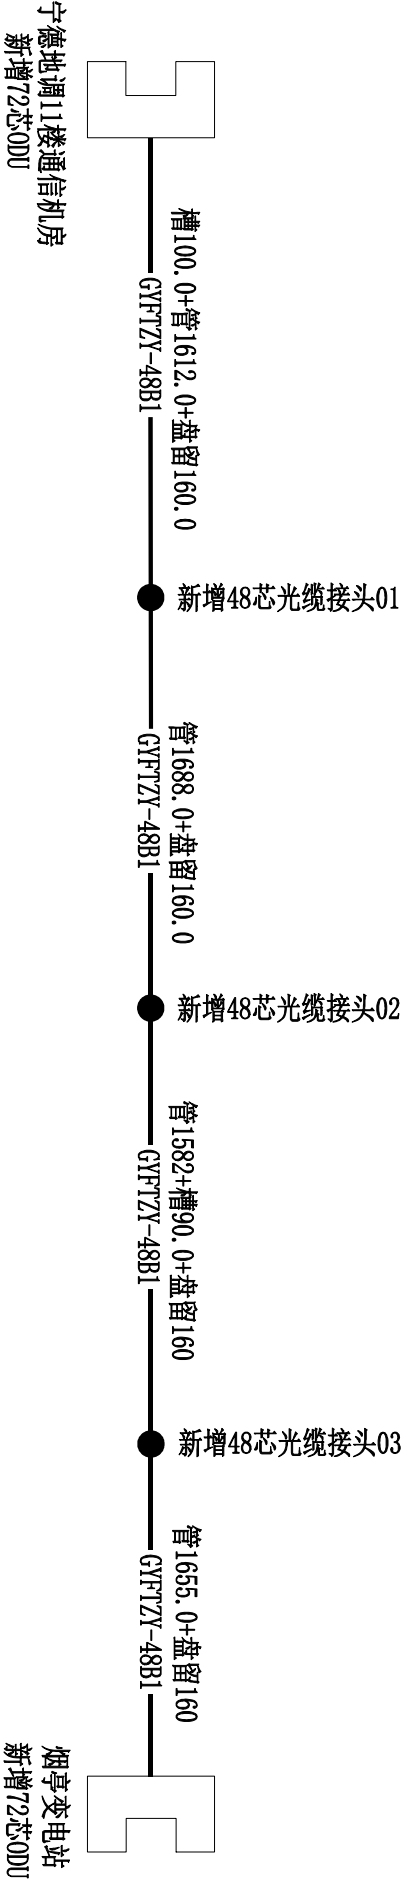 宁德地调11楼通信机房
新增72芯ODU
槽100.0+管1612.0+盘留160.0
GYFTZY-48B1
新增48芯光缆接头01
管1688.0+盘留160.0
GYFTZY-48B1
新增48芯光缆接头02
管1582+槽90.0+盘留160
GYFTZY-48B1
新增48芯光缆接头03
管1655.0+盘留160
GYFTZY-48B1
烟亭变电站
新增72芯ODU